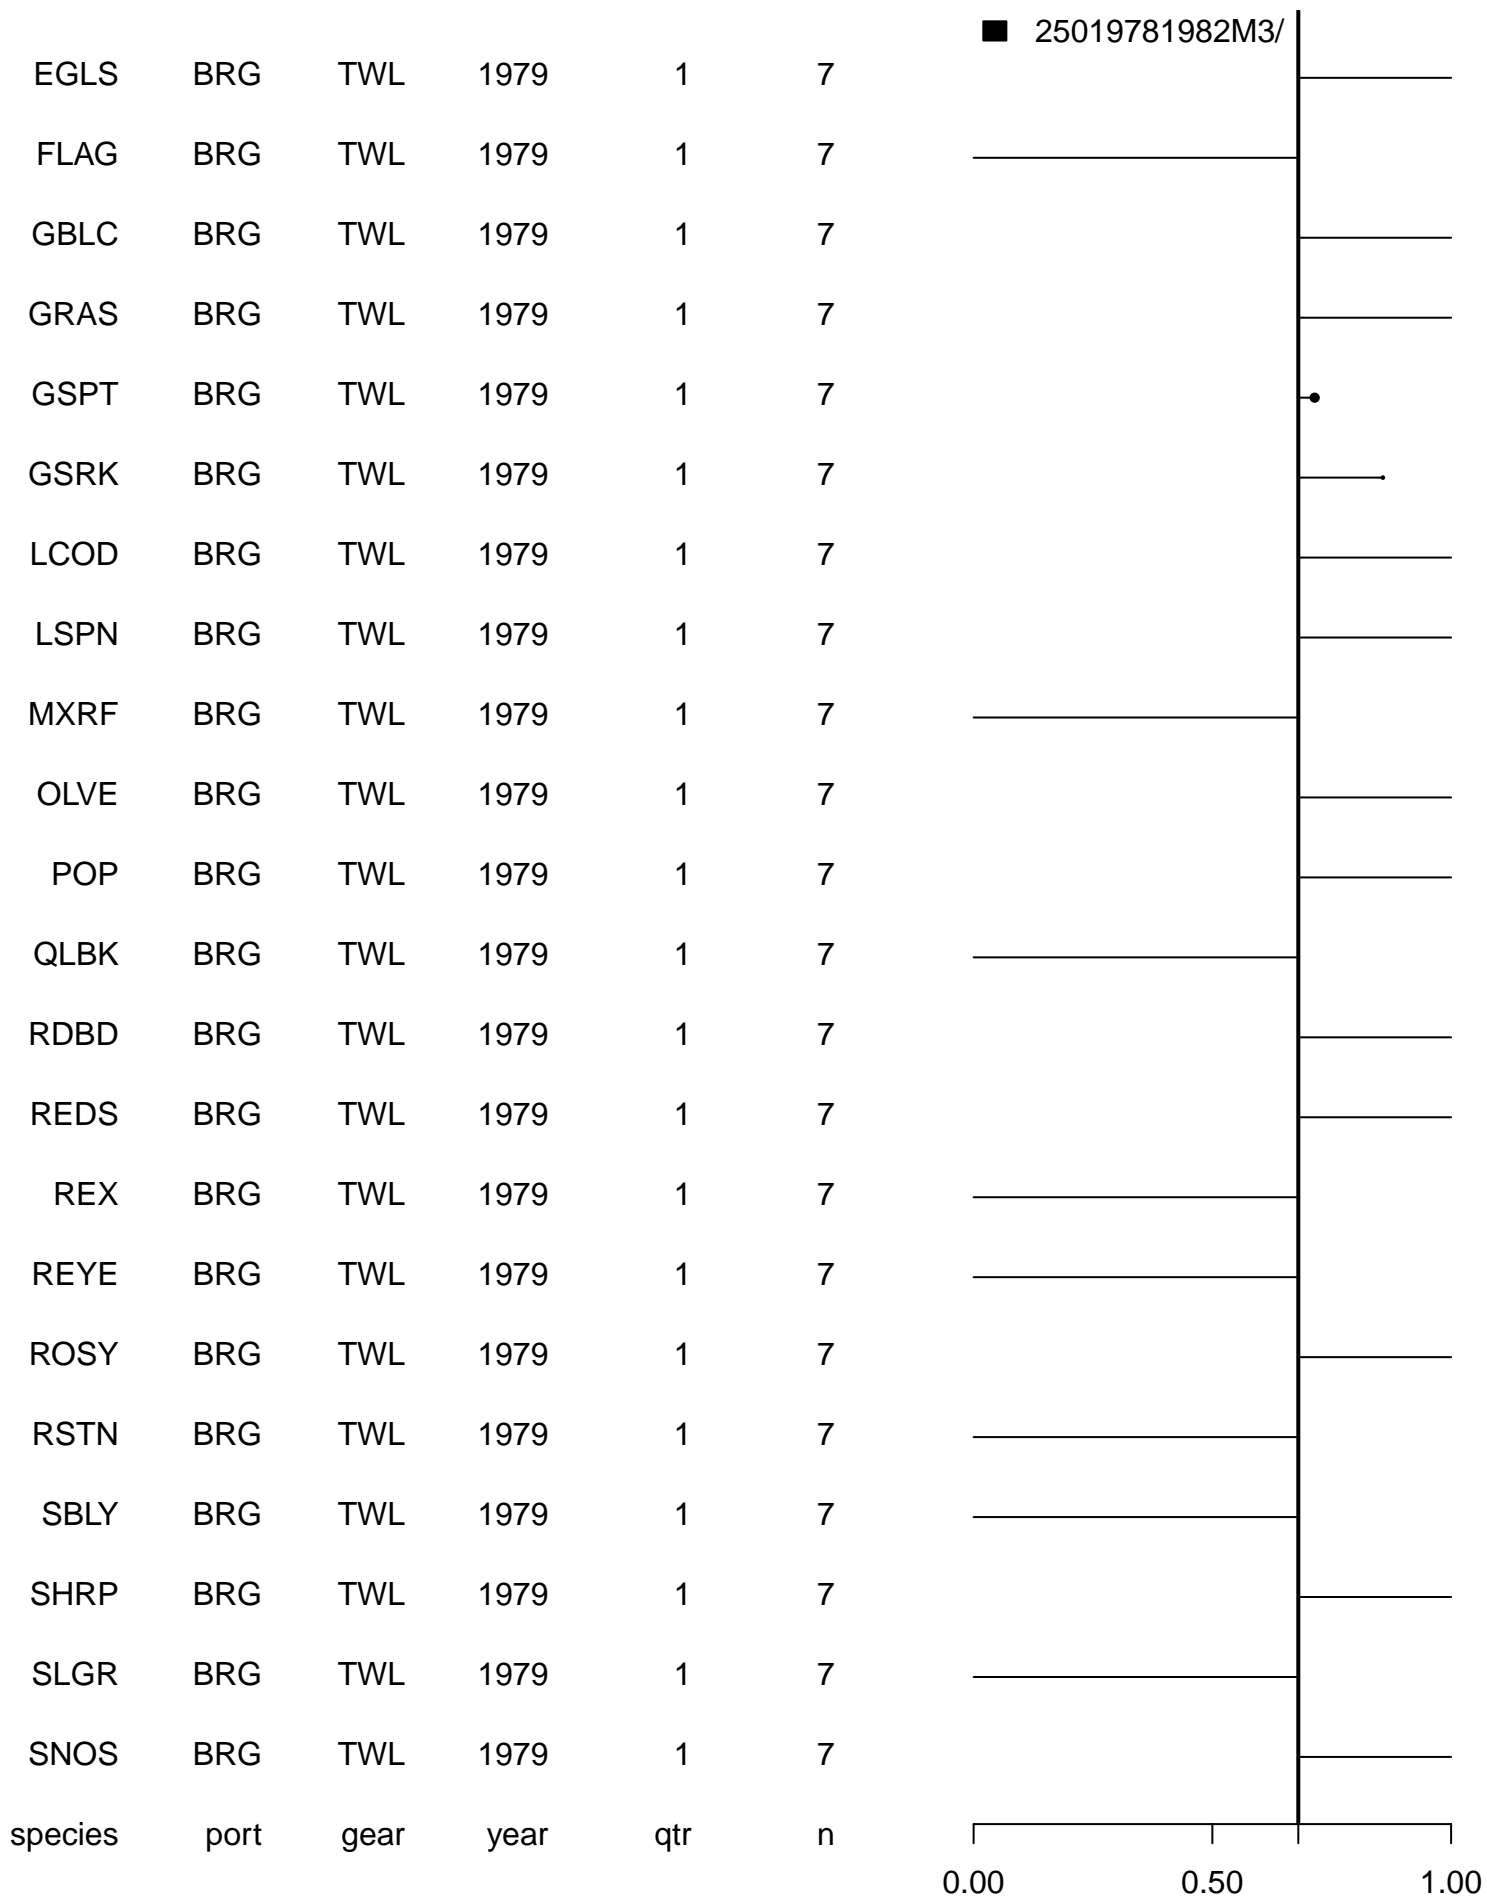 25019781982M3/
EGLS BRG TWL 1979 1 7
FLAG BRG TWL 1979 1 7
GBLC BRG TWL 1979 1 7
GRAS BRG TWL 1979 1 7
GSPT BRG TWL 1979 1 7
GSRK BRG TWL 1979 1 7
LCOD BRG TWL 1979 1 7
LSPN BRG TWL 1979 1 7
MXRF BRG TWL 1979 1 7
OLVE BRG TWL 1979 1 7
POP BRG TWL 1979 1 7
QLBK BRG TWL 1979 1 7
RDBD BRG TWL 1979 1 7
REDS BRG TWL 1979 1 7
REX BRG TWL 1979 1 7
REYE BRG TWL 1979 1 7
ROSY BRG TWL 1979 1 7
RSTN BRG TWL 1979 1 7
SBLY BRG TWL 1979 1 7
SHRP BRG TWL 1979 1 7
SLGR BRG TWL 1979 1 7
SNOS BRG TWL 1979 1 7
species port gear year qtr n
0.00 0.50 1.00